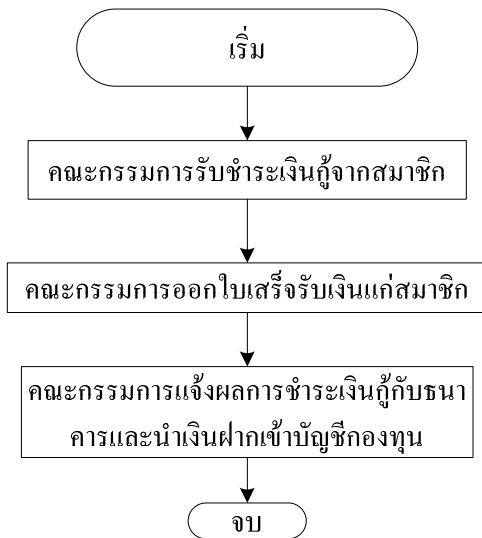 เริ่ม
คณะกรรมการรับชำระเงินกู้จากสมาชิก
คณะกรรมการออกใบเสร็จรับเงินแก่สมาชิก
คณะกรรมการแจ้งผลการชำระเงินกู้กับธนา
คารและนำเงินฝากเข้าบัญชีกองทุน
จบ